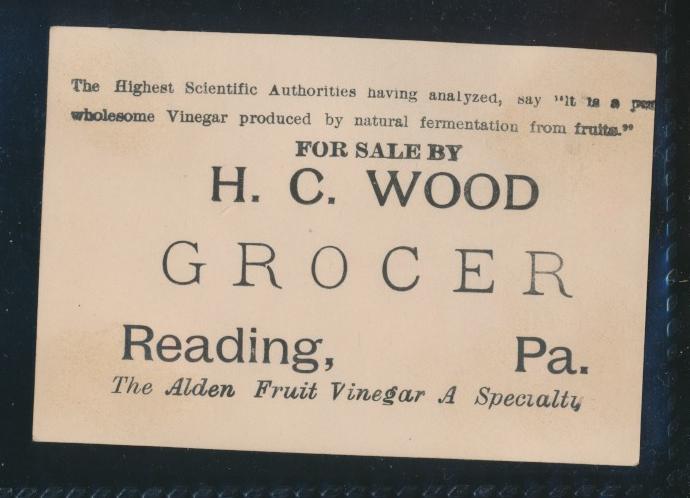 The Highest Scientific Authorities having analyzed, say "It is a
wholesome Vinegar produced by natural fermentation from fruits."
FOR SALE BY
H. C. WOOD
GROCER
Reading, Pa.
The Alden Fruit Vinegar A Specialty